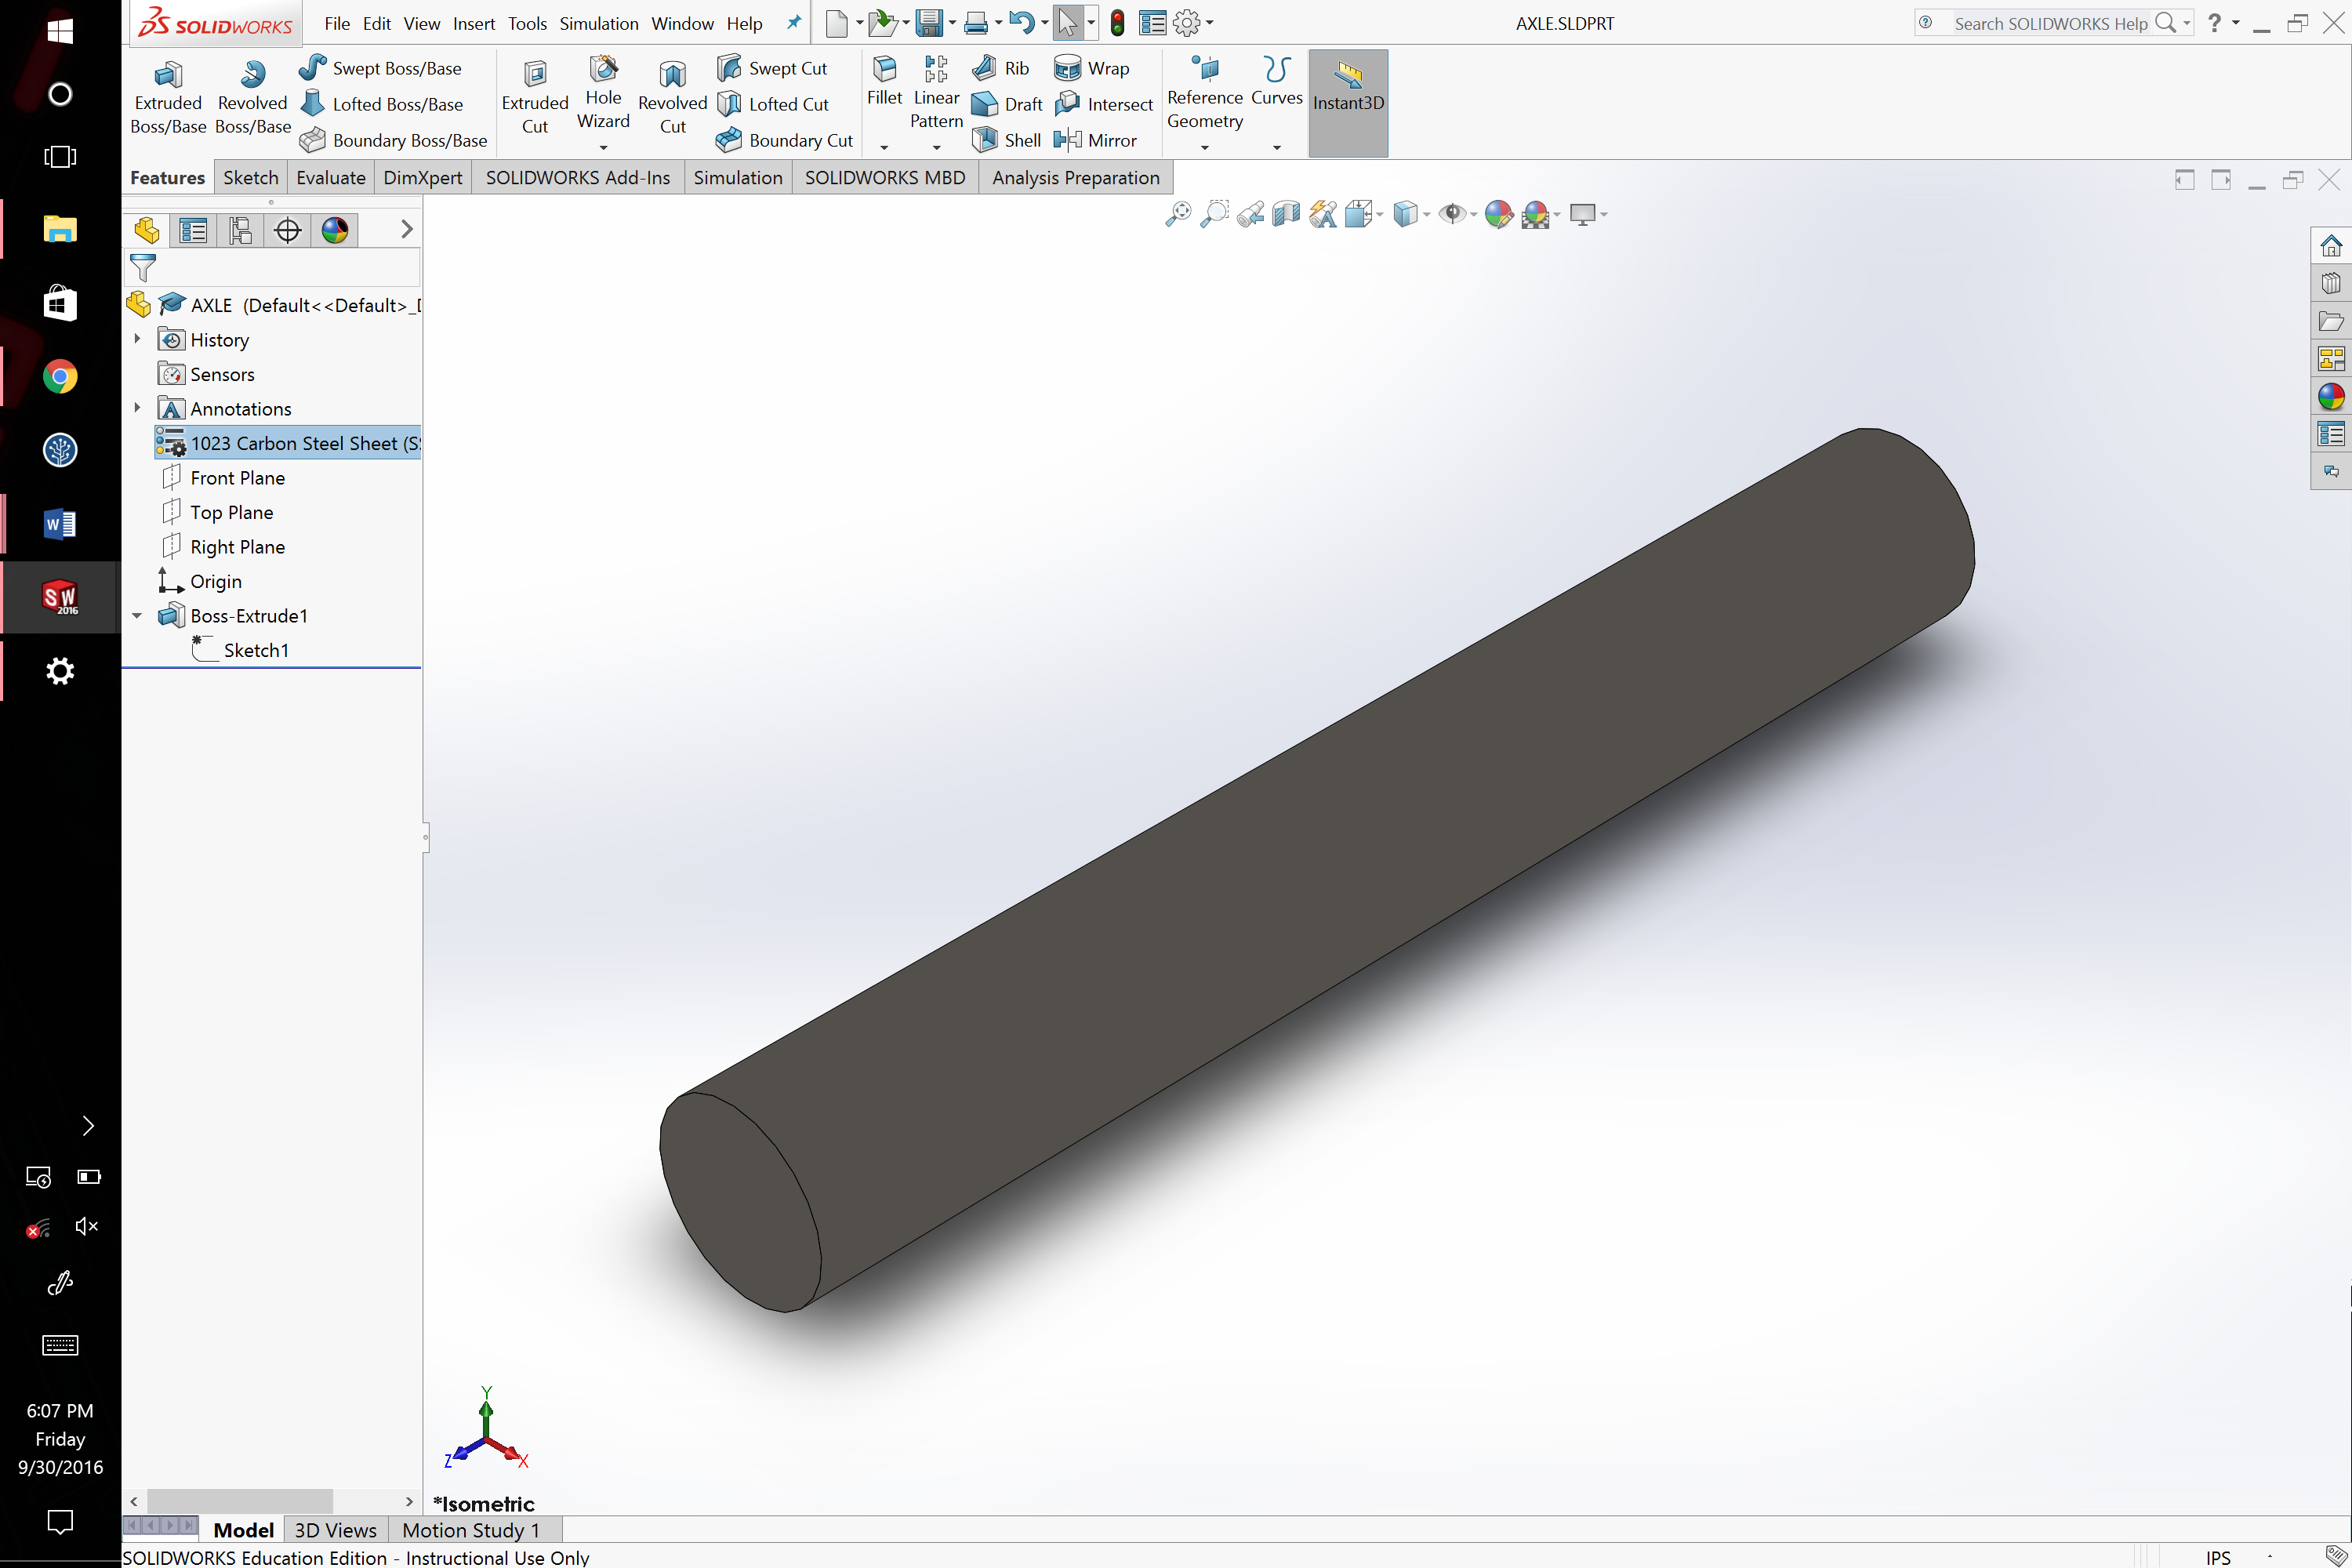 SOLIDWORKS
File Edit View Insert Tools Simulation Window Help
AXLE.SLDPRT
Search SOLIDWORKS Help
?
Extruded Boss/Base
Revolved Boss/Base
Swept Boss/Base
Lofted Boss/Base
Boundary Boss/Base
Extruded Cut
Hole Wizard
Revolved Cut
Swept Cut
Lofted Cut
Boundary Cut
Fillet
Linear Pattern
Rib
Draft
Shell
Wrap
Intersect
Mirror
Reference Geometry
Curves
Instant3D
Features Sketch Evaluate DimXpert SOLIDWORKS Add-Ins Simulation SOLIDWORKS MBD Analysis Preparation
AXLE (Default<<Default>_D
History
Sensors
Annotations
1023 Carbon Steel Sheet (S
Front Plane
Top Plane
Right Plane
Origin
Boss-Extrude1
Sketch1
W
SW
2016
6:07 PM
Friday
9/30/2016
Y
Z
X
*Isometric
Model 3D Views Motion Study 1
SOLIDWORKS Education Edition - Instructional Use Only
IPS